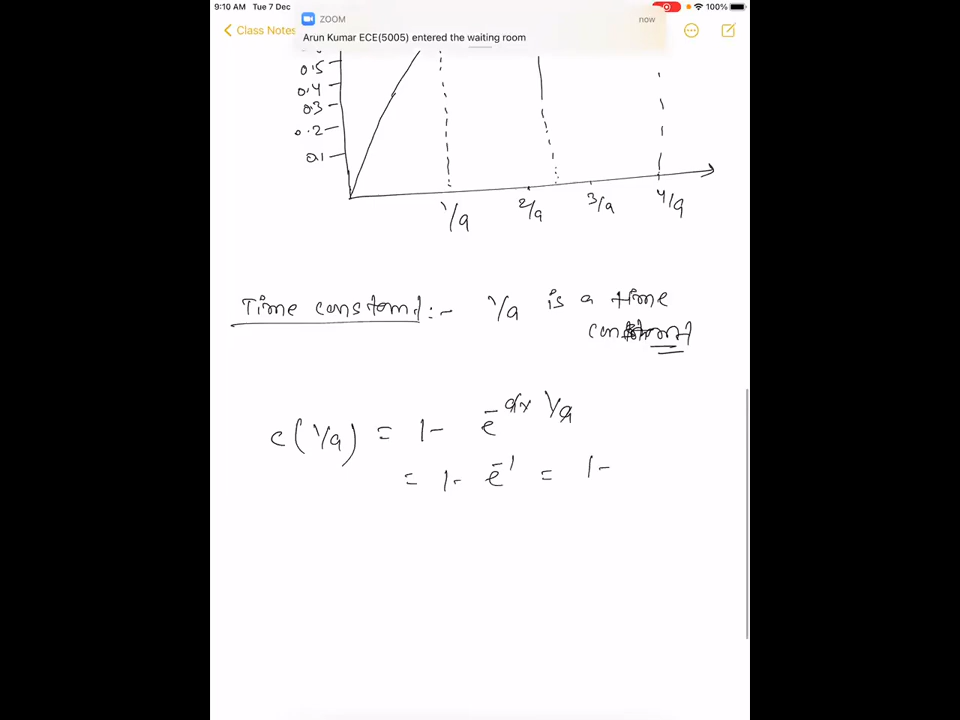 9:10 AM Tue 7 Dec
100%
ZOOM
now
Arun Kumar ECE(5005) entered the waiting room
Class Notes
0.5
0.4
0.3
0.2
0.1
1/a 2/a 3/a 4/a
Time constant :- 1/a is a time
constant
c(1/a) = 1- e^-a× 1/a
= 1- e^-1 = 1-